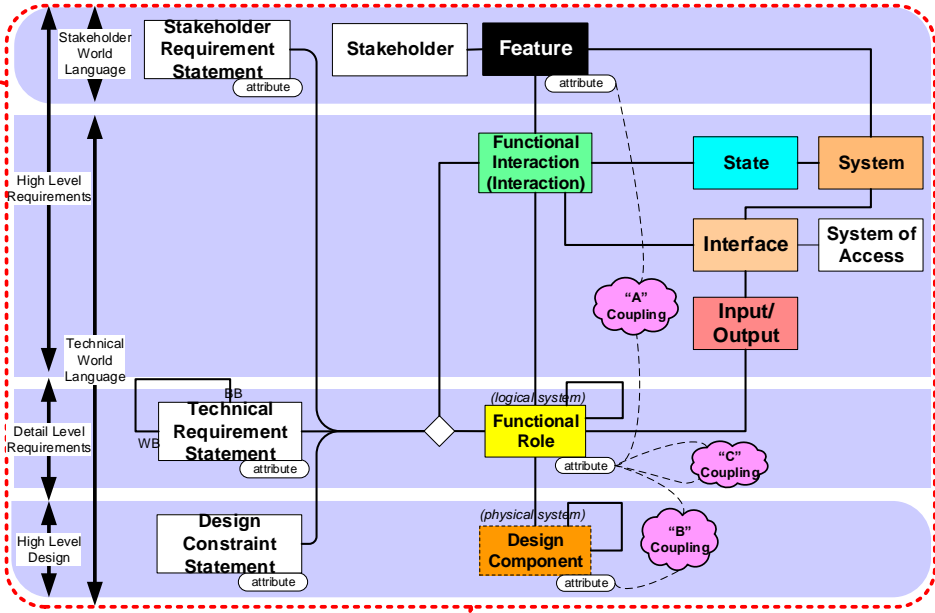 Stakeholder
World
Language
Stakeholder
Requirement
Statement
attribute
Stakeholder
Feature
attribute
High Level
Requirements
Functional
Interaction
(Interaction)
State
System
Interface
System of
Access
“A”
Coupling
Input/
Output
Technical
World
Language
BB
WB
Technical
Requirement
Statement
attribute
(logical system)
Functional
Role
attribute
Detail Level
Requirements
“C”
Coupling
High Level
Design
Design
Constraint
Statement
attribute
(physical system)
Design
Component
attribute
“B”
Coupling